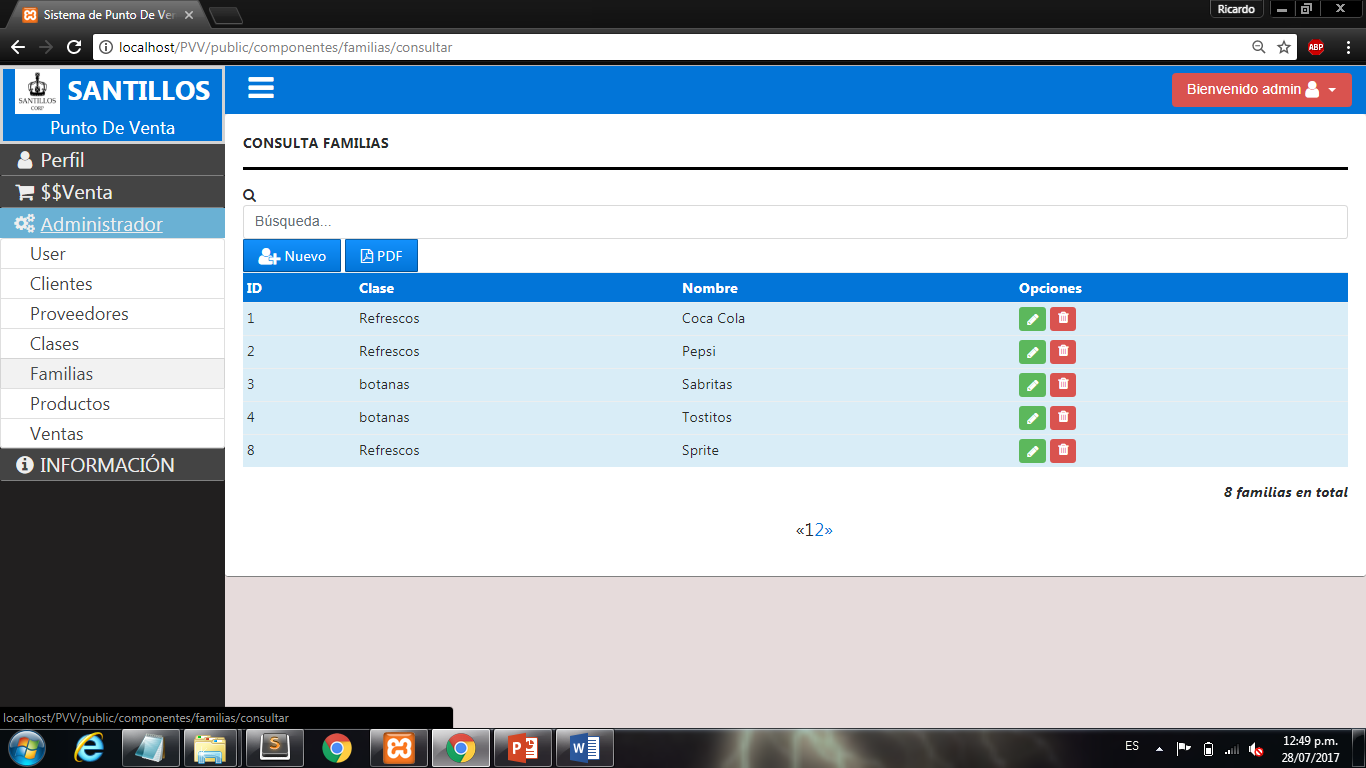 Sistema de Punto De Ver
Ricardo
localhost/PVV/public/componentes/familias/consultar
ABP
SANTILLOS
CORP
SANTILLOS
Punto De Venta
Bienvenido admin
Perfil
$$Venta
Administrador
User
Clientes
Proveedores
Clases
Familias
Productos
Ventas
INFORMACIÓN
CONSULTA FAMILIAS
Búsqueda...
Nuevo PDF
ID Clase Nombre Opciones
1 Refrescos Coca Cola
2 Refrescos Pepsi
3 botanas Sabritas
4 botanas Tostitos
8 Refrescos Sprite
8 familias en total
«12»
localhost/PVV/public/componentes/familias/consultar
ES
12:49 p.m.
28/07/2017